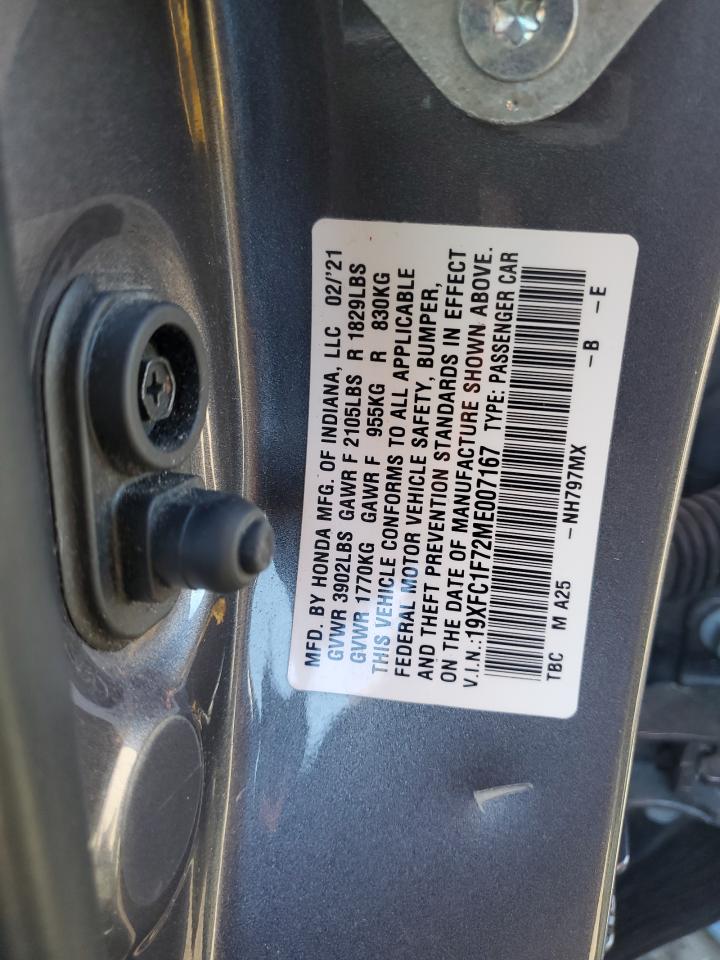 MFD. BY HONDA MFG. OF INDIANA, LLC 02/'21
GVWR 3902LBS GAWR F 2105LBS R 1829LBS
GVWR 1770KG GAWR F 955KG R 830KG
THIS VEHICLE CONFORMS TO ALL APPLICABLE
FEDERAL MOTOR VEHICLE SAFETY, BUMPER,
AND THEFT PREVENTION STANDARDS IN EFFECT
ON THE DATE OF MANUFACTURE SHOWN ABOVE.
V.I.N.:19XFC1F72ME007167 TYPE: PASSENGER CAR
TBC M A25 -NH797MX -B -E